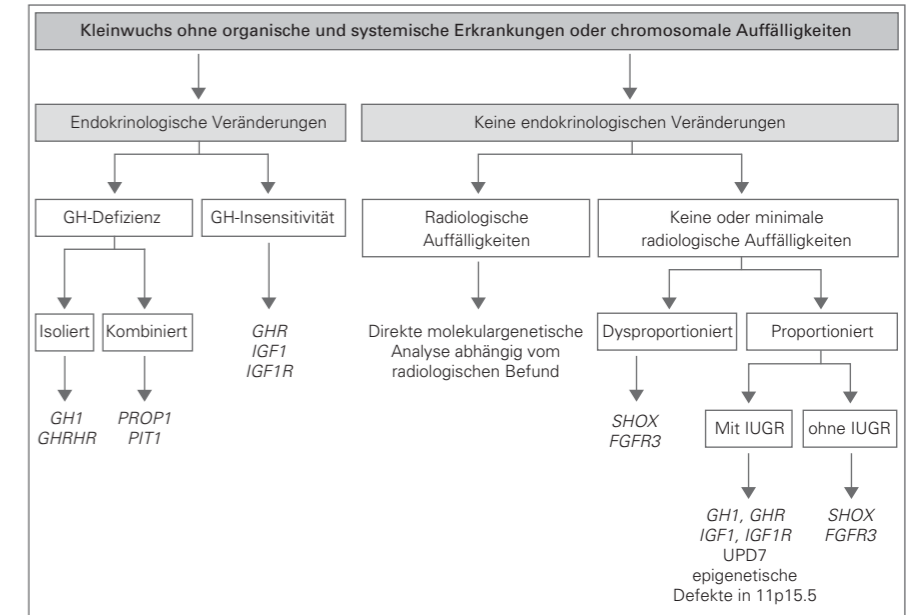 Kleinwuchs ohne organische und systemische Erkrankungen oder chromosomale Auffälligkeiten
Endokrinologische Veränderungen
Keine endokrinologischen Veränderungen
GH-Defizienz
GH-Insensitivität
Radiologische
Auffälligkeiten
Keine oder minimale
radiologische Auffälligkeiten
Isoliert
Kombiniert
GHR
IGF1
IGF1R
Direkte molekulargenetische
Analyse abhängig vom
radiologischen Befund
Dysproportioniert
Proportioniert
GH1
GHRHR
PROP1
PIT1
SHOX
FGFR3
Mit IUGR
ohne IUGR
GH1, GHR
IGF1, IGF1R
UPD7
epigenetische
Defekte in 11p15.5
SHOX
FGFR3